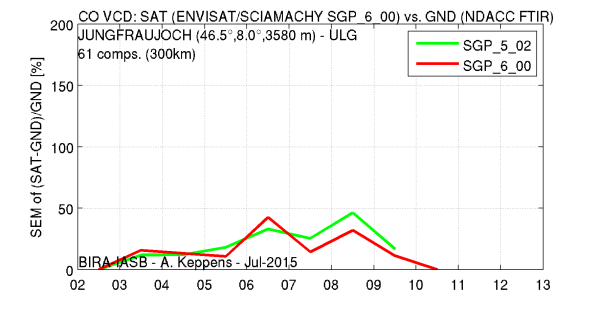 CO VCD: SAT (ENVISAT/SCIAMACHY SGP_6_00) vs. GND (NDACC FTIR)
JUNGFRAUJOCH (46.5°,8.0°,3580 m) - ULG
61 comps. (300km)
SGP_5_02
SGP_6_00
SEM of (SAT-GND)/GND [%]
200
150
100
50
0
BIRA-IASB - A. Keppens - Jul-2015
02 03 04 05 06 07 08 09 10 11 12 13